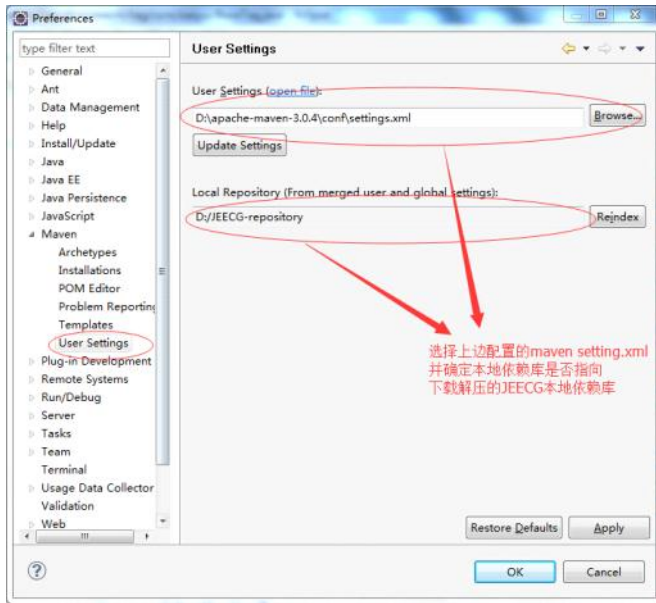 Preferences
type filter text
General
Ant
Data Management
Help
Install/Update
Java
Java EE
Java Persistence
JavaScript
Maven
Archetypes
Installations
POM Editor
Problem Reporting
Templates
User Settings
Plug-in Development
Remote Systems
Run/Debug
Server
Tasks
Team
Terminal
Usage Data Collector
Validation
Web
User Settings
User Settings (open file):
D:\apache-maven-3.0.4\conf\settings.xml
Browse...
Update Settings
Local Repository (From merged user and global settings):
D:/JEECG-repository
Reindex
选择上边配置的maven setting.xml
并确定本地依赖库是否指向
下载解压的JEECG本地依赖库
Restore Defaults
Apply
OK
Cancel